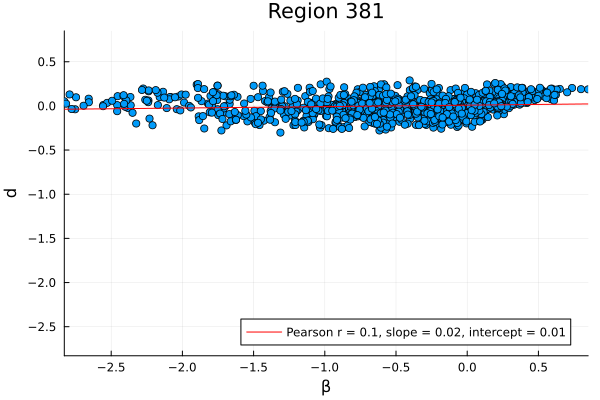 Region 381
0.5
0.0
−0.5
−1.0
−1.5
−2.0
−2.5
d
Pearson r = 0.1, slope = 0.02, intercept = 0.01
−2.5 −2.0 −1.5 −1.0 −0.5 0.0 0.5
β